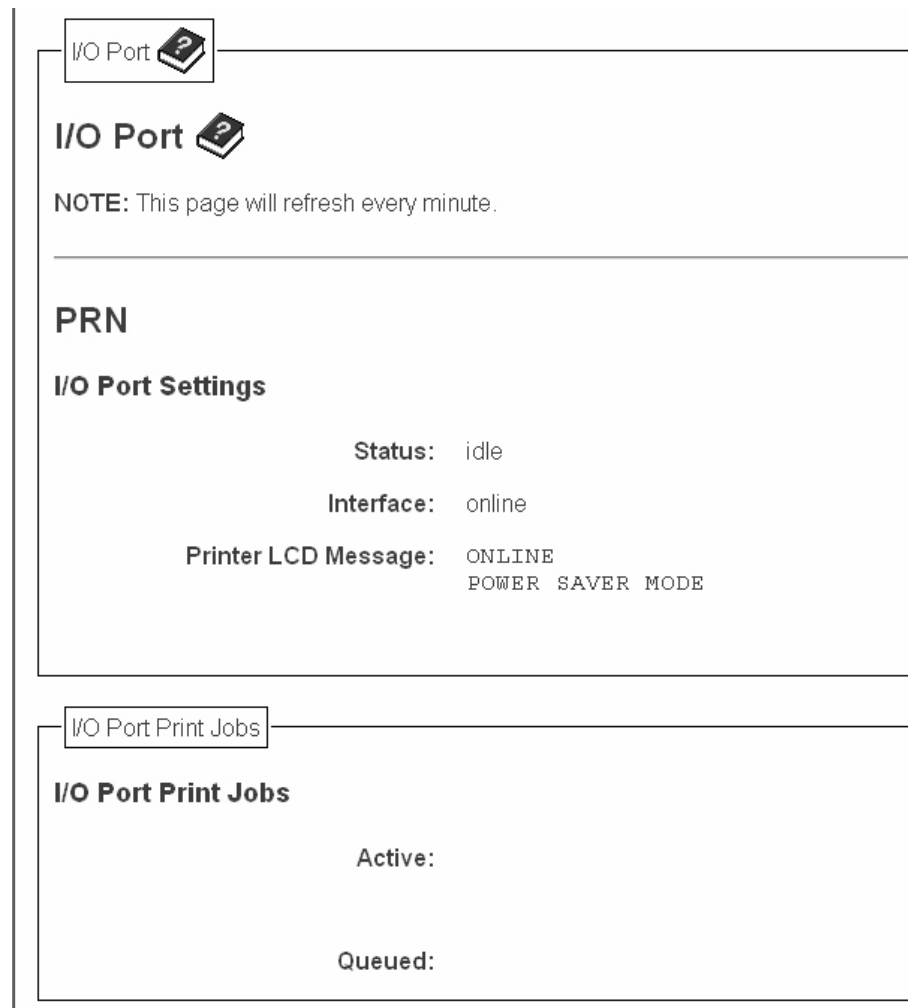 I/O Port
I/O Port
NOTE: This page will refresh every minute.
PRN
I/O Port Settings
Status: idle
Interface: online
Printer LCD Message: ONLINE
POWER SAVER MODE
I/O Port Print Jobs
I/O Port Print Jobs
Active:
Queued: